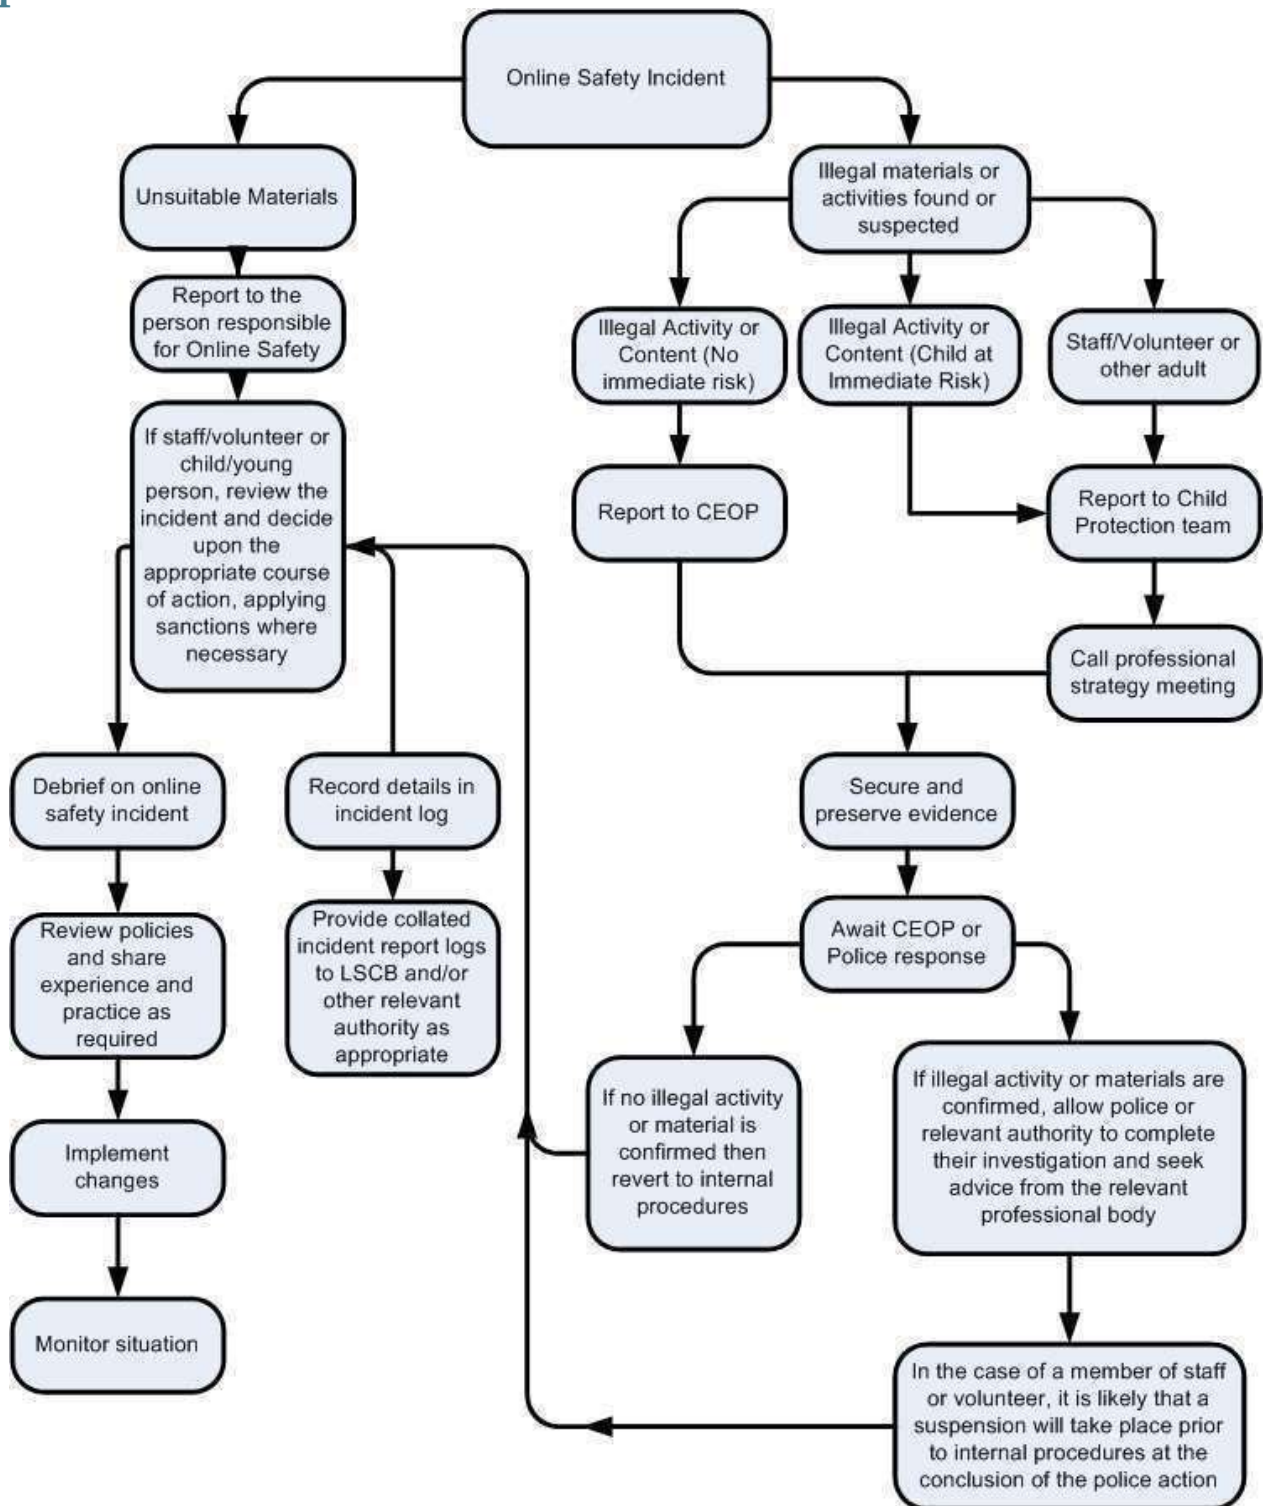 Online Safety Incident
Unsuitable Materials
Illegal materials or
activities found or
suspected
Report to the
person responsible
for Online Safety
Illegal Activity or
Content (No
immediate risk)
Illegal Activity or
Content (Child at
Immediate Risk)
Staff/Volunteer or
other adult
If staff/volunteer or
child/young
person, review the
incident and decide
upon the
appropriate course
of action, applying
sanctions where
necessary
Report to CEOP
Report to Child
Protection team
Call professional
strategy meeting
Debrief on online
safety incident
Record details in
incident log
Secure and
preserve evidence
Review policies
and share
experience and
practice as
required
Provide collated
incident report logs
to LSCB and/or
other relevant
authority as
appropriate
Await CEOP or
Police response
If no illegal activity
or material is
confirmed then
revert to internal
procedures
If illegal activity or materials are
confirmed, allow police or
relevant authority to complete
their investigation and seek
advice from the relevant
professional body
Implement
changes
Monitor situation
In the case of a member of staff
or volunteer, it is likely that a
suspension will take place prior
to internal procedures at the
conclusion of the police action